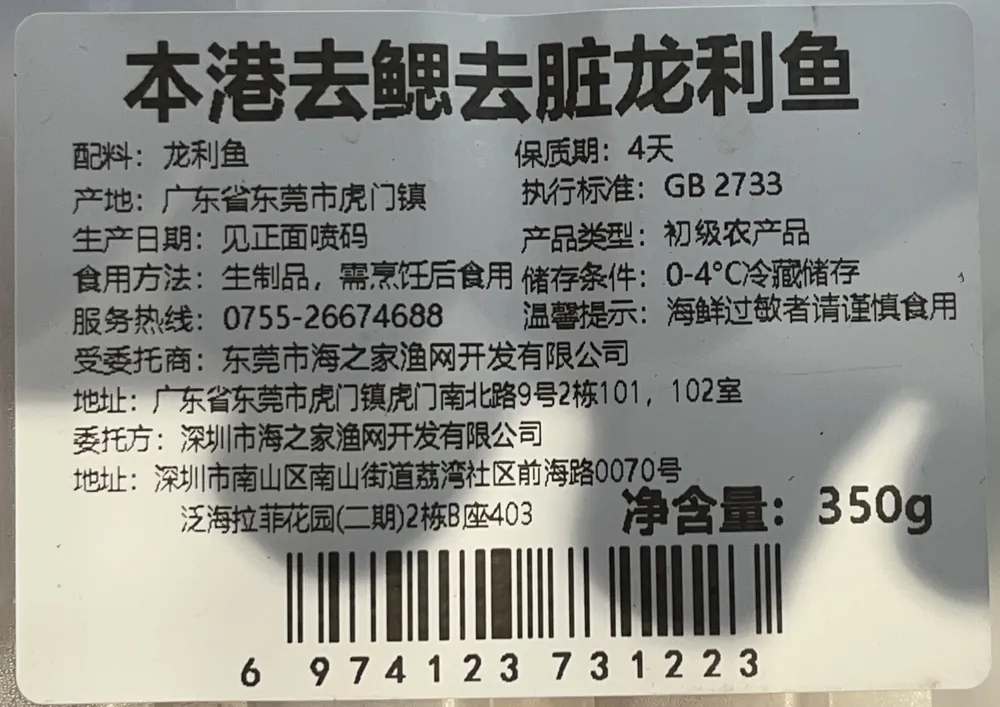 本港去鳃去脏龙利鱼
配料：龙利鱼
保质期：4天
产地：广东省东莞市虎门镇
执行标准：GB 2733
生产日期：见正面喷码
产品类型：初级农产品
食用方法：生制品，需烹饪后食用
储存条件：0-4°C冷藏储存
服务热线：0755-26674688
温馨提示：海鲜过敏者请谨慎食用
受委托商：东莞市海之家渔网开发有限公司
地址：广东省东莞市虎门镇虎门南北路9号2栋101，102室
委托方：深圳市海之家渔网开发有限公司
地址：深圳市南山区南山街道荔湾社区前海路0070号
泛海拉菲花园(二期)2栋B座403
净含量：350g
6 974123 731223